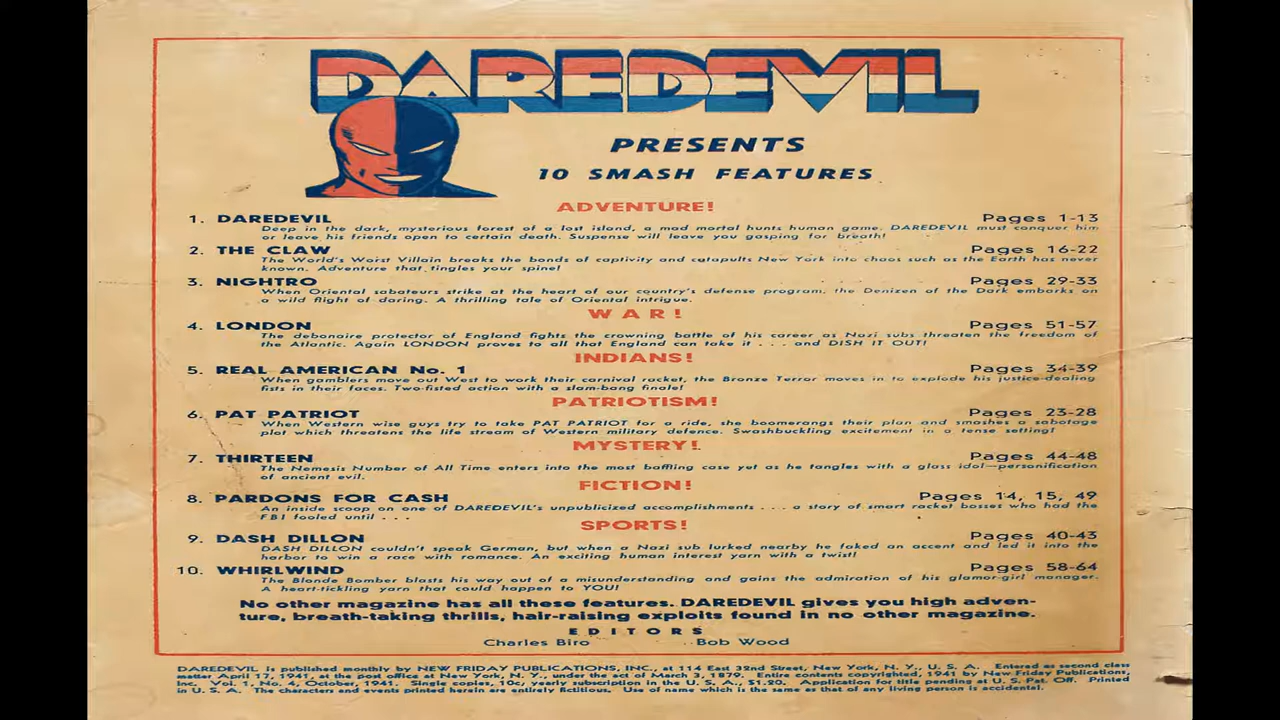 DAREDEVIL
PRESENTS
10 SMASH FEATURES
ADVENTURE!
1. DAREDEVIL Pages 1-13
Deep in the dark, mysterious forest of a lost island, a mad mortal hunts human game. DAREDEVIL must conquer him
or leave his friends open to certain death. Suspense will leave you gasping for breath!
2. THE CLAW Pages 16-22
The World's Worst Villain breaks the bonds of captivity and catapults New York into chaos such as the Earth has never
known. Adventure that tingles your spine!
3. NIGHTRO Pages 29-33
When Oriental saboteurs strike at the heart of our country's defense program, the Denizen of the Dark embarks on
a wild flight of daring. A thrilling tale of Oriental intrigue.
WAR!
4. LONDON Pages 51-57
The debonaire protector of England fights the crowning battle of his career as Nazi subs threaten the freedom of
the Atlantic. Again LONDON proves to all that England can take it . . . and DISH IT OUT!
INDIANS!
5. REAL AMERICAN No. 1 Pages 34-39
When gamblers move out West to work their carnival racket, the Bronze Terror moves in to explode his justice-dealing
fists in their faces. Two-fisted action with a slam-bang finale!
PATRIOTISM!
6. PAT PATRIOT Pages 23-28
When Western wise guys try to take PAT PATRIOT for a ride, she boomerangs their plan and smashes a sabotage
plot which threatens the life stream of Western military defence. Swashbuckling excitement in a tense setting!
MYSTERY!
7. THIRTEEN Pages 44-48
The Nemesis Number of All Time enters into the most baffling case yet as he tangles with a glass idol—personification
of ancient evil.
FICTION!
8. PARDONS FOR CASH Pages 14, 15, 49
An inside scoop on one of DAREDEVIL's unpublicized accomplishments . . . . a story of smart racket bosses who had the
FBI fooled until . . .
SPORTS!
9. DASH DILLON Pages 40-43
DASH DILLON couldn't speak German, but when a Nazi sub lurked nearby he faked an accent and led it into the
harbor to win a race with romance. An exciting human interest yarn with a twist!
10. WHIRLWIND Pages 58-64
The Blonde Bomber blasts his way out of a misunderstanding and gains the admiration of his glamor-girl manager.
A heart-tickling yarn that could happen to YOU!
No other magazine has all these features. DAREDEVIL gives you high adven-
ture, breath-taking thrills, hair-raising exploits found in no other magazine.
EDITORS
Charles Biro Bob Wood
DAREDEVIL is published monthly by NEW FRIDAY PUBLICATIONS, INC., at 114 East 32nd Street, New York, N. Y., U. S. A. Entered as second class
matter April 17, 1941, at the post office at New York, N. Y., under the act of March 3, 1879. Entire contents copyrighted, 1941 by New Friday Publications,
Inc. Vol. 1, No. 4, October, 1941. Single copies, 10c; yearly subscription in the U. S. A., $1.20. Application for title pending at U. S. Pat. Off. Printed
in U. S. A. The characters and events printed herein are entirely fictitious. Use of name which is the same as that of any living person is accidental.